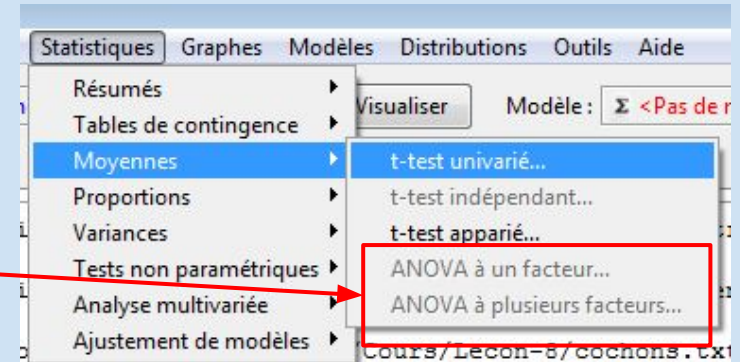 Statistiques Graphes Modèles Distributions Outils Aide
Résumés
Visualiser Modèle : Σ <Pas de
Tables de contingence
Moyennes
t-test univarié...
Proportions
t-test indépendant...
Variances
t-test apparié...
Tests non paramétriques
ANOVA à un facteur...
Analyse multivariée
ANOVA à plusieurs facteurs...
Ajustement de modèles
/Cours/Lecon-8/cochons.txt